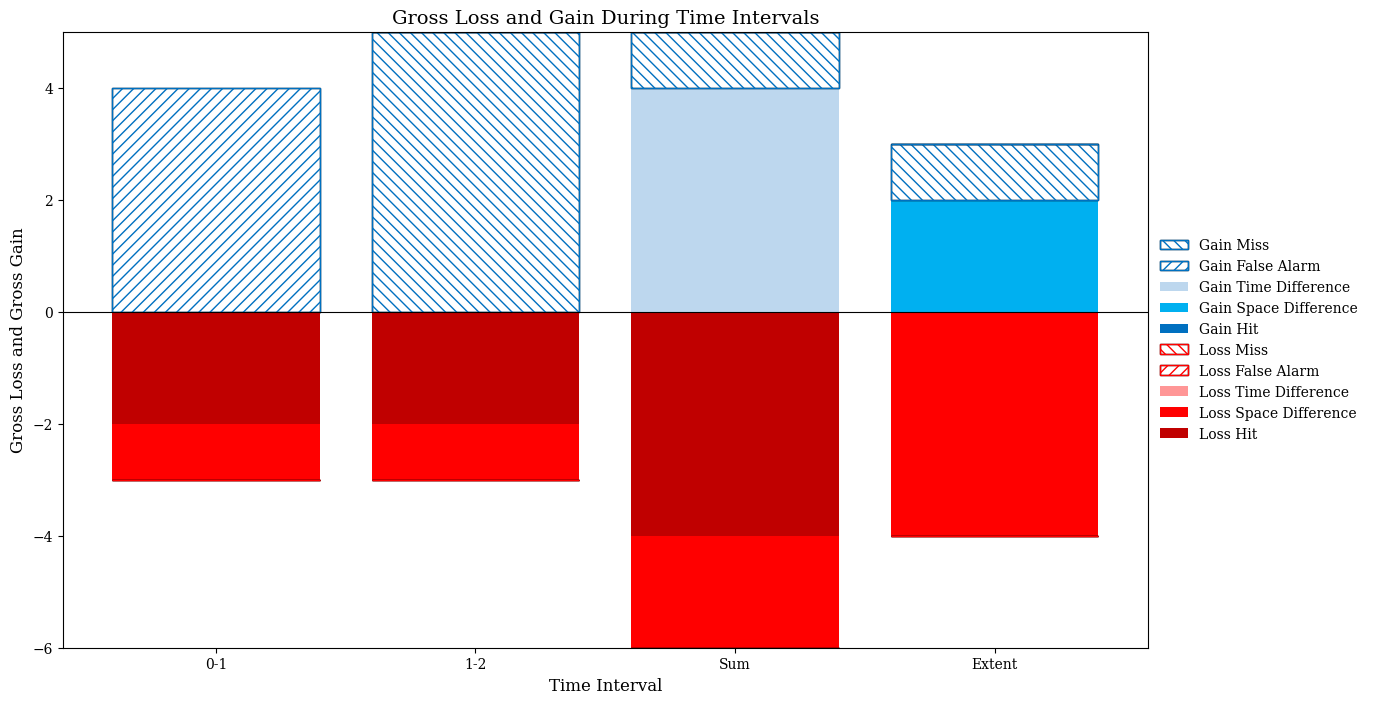 Gross Loss and Gain During Time Intervals
Gross Loss and Gross Gain
4
2
0
−2
−4
−6
0-1
1-2
Sum
Extent
Time Interval
Gain Miss
Gain False Alarm
Gain Time Difference
Gain Space Difference
Gain Hit
Loss Miss
Loss False Alarm
Loss Time Difference
Loss Space Difference
Loss Hit